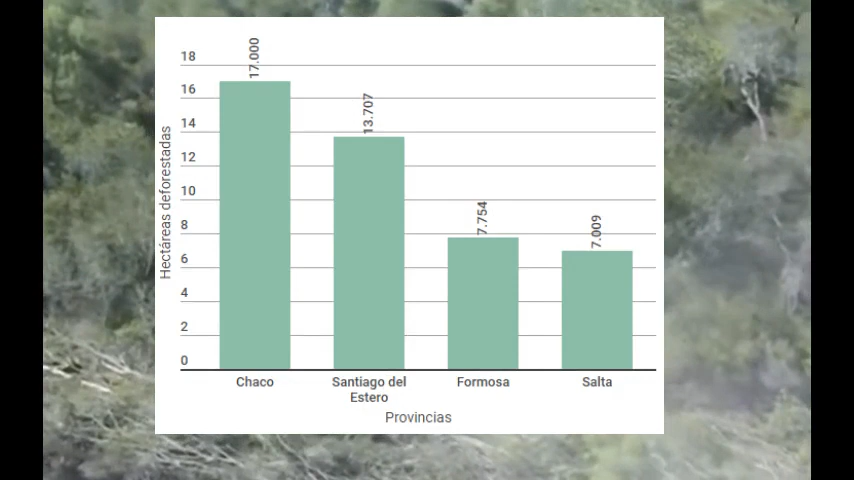 18
16
14
12
10
8
6
4
2
0
Hectáreas deforestadas
17.000
13.707
7.754
7.009
Chaco
Santiago del
Estero
Formosa
Salta
Provincias